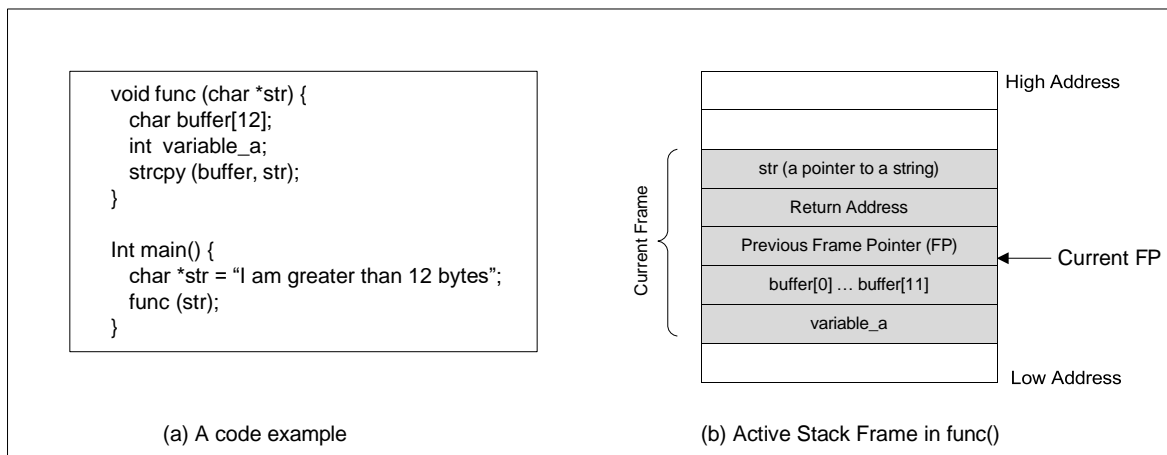 void func (char *str) {
char buffer[12];
int variable_a;
strcpy (buffer, str);
}
Int main() {
char *str = “I am greater than 12 bytes”;
func (str);
}
(a) A code example
High Address
str (a pointer to a string)
Return Address
Previous Frame Pointer (FP)
buffer[0] … buffer[11]
variable_a
Current Frame
Current FP
Low Address
(b) Active Stack Frame in func()